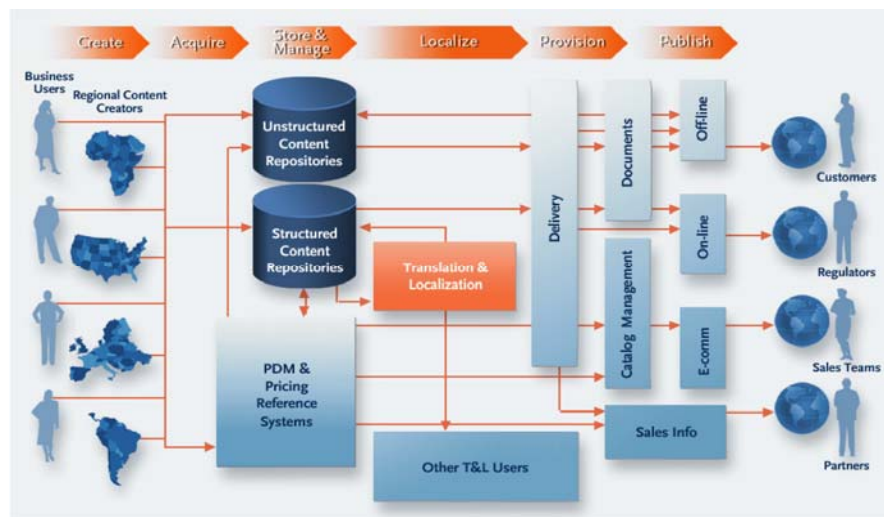 Create
Acquire
Store &
Manage
Localize
Provision
Publish
Business
Users
Regional Content
Creators
Unstructured
Content
Repositories
Structured
Content
Repositories
Translation &
Localization
PDM &
Pricing
Reference
Systems
Other T&L Users
Delivery
Documents
Catalog Management
Off-line
On-line
E-comm
Sales Info
Customers
Regulators
Sales Teams
Partners